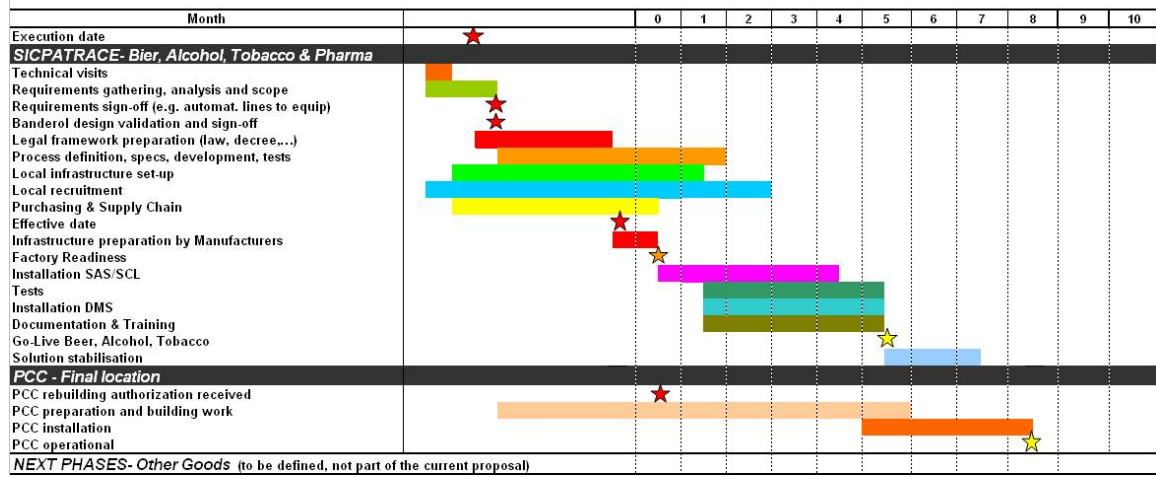 Month 0 1 2 3 4 5 6 7 8 9 10
Execution date
SICPATRACE- Bier, Alcohol, Tobacco & Pharma
Technical visits
Requirements gathering, analysis and scope
Requirements sign-off (e.g. automat. lines to equip)
Banderol design validation and sign-off
Legal framework preparation (law, decree,...)
Process definition, specs, development, tests
Local infrastructure set-up
Local recruitment
Purchasing & Supply Chain
Effective date
Infrastructure preparation by Manufacturers
Factory Readiness
Installation SAS/SCL
Tests
Installation DMS
Documentation & Training
Go-Live Beer, Alcohol, Tobacco
Solution stabilisation
PCC - Final location
PCC rebuilding authorization received
PCC preparation and building work
PCC installation
PCC operational
NEXT PHASES- Other Goods (to be defined, not part of the current proposal)